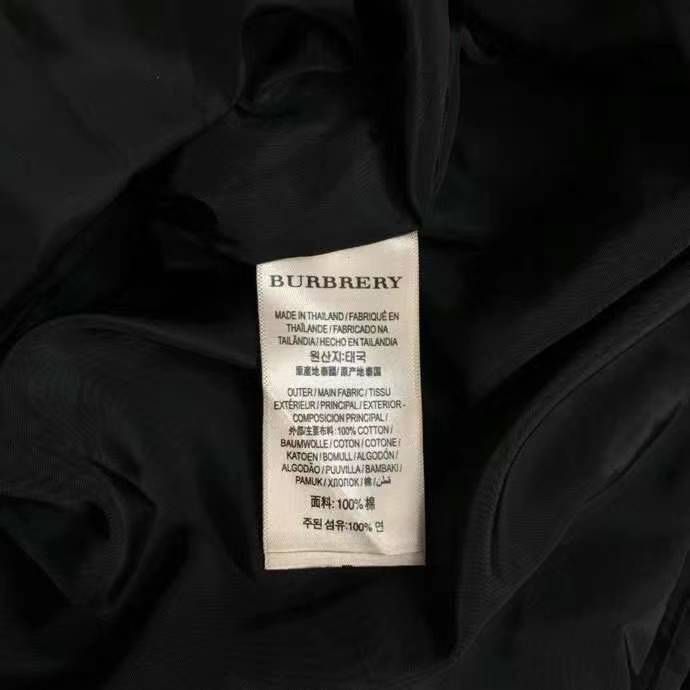 BURBRERY
MADE IN THAILAND / FABRIQUÉ EN
THAÏLANDE / FABRICADO NA
TAILÂNDIA / HECHO EN TAILANDIA
원산지:태국
原產地 泰國 / 原产地 泰国
OUTER / MAIN FABRIC / TISSU
EXTÉRIEUR / PRINCIPAL / EXTERIOR-
COMPOSICION PRINCIPAL /
外部/主要布料: 100% COTTON /
BAUMWOLLE / COTON / COTONE /
KATOEN / BOMULL / ALGODÓN /
ALGODÃO / PUUVILLA / BAMBAKI /
PAMUK / ХЛОПОК / 棉 / قطن
面料: 100% 棉
주된 섬유: 100% 면